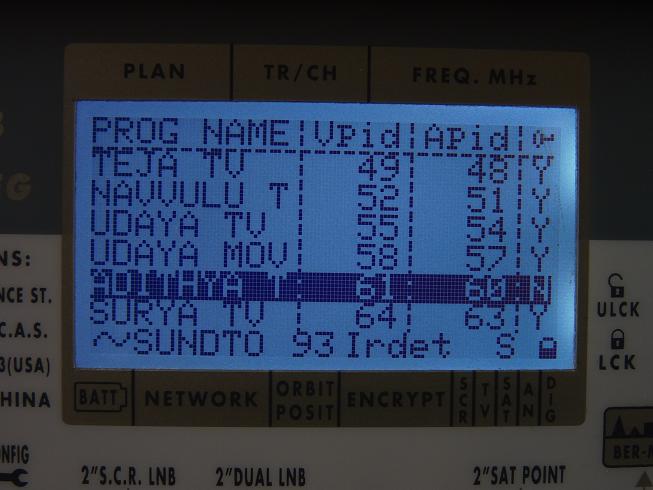 PLAN TR/CH FREQ. MHz
PROG NAME Vpid APid
TEJA TV 49 48 Y
NAVVULU T 52 51 Y
UDAYA TV 55 54 Y
UDAYA MOV 58 57 Y
ADITHYA T 61 60 N
SURYA TV 64 63 Y
~SUNDTO 93 Irdet S
BATT NETWORK ORBIT POSIT ENCRYPT SCR TV SAT AN DIG
NS:
NCE ST.
C.A.S.
3(USA)
HINA
ONFIG
ULCK
LCK
BER-M
2"S.C.R. LNB 2"DUAL LNB 2"SAT POINT